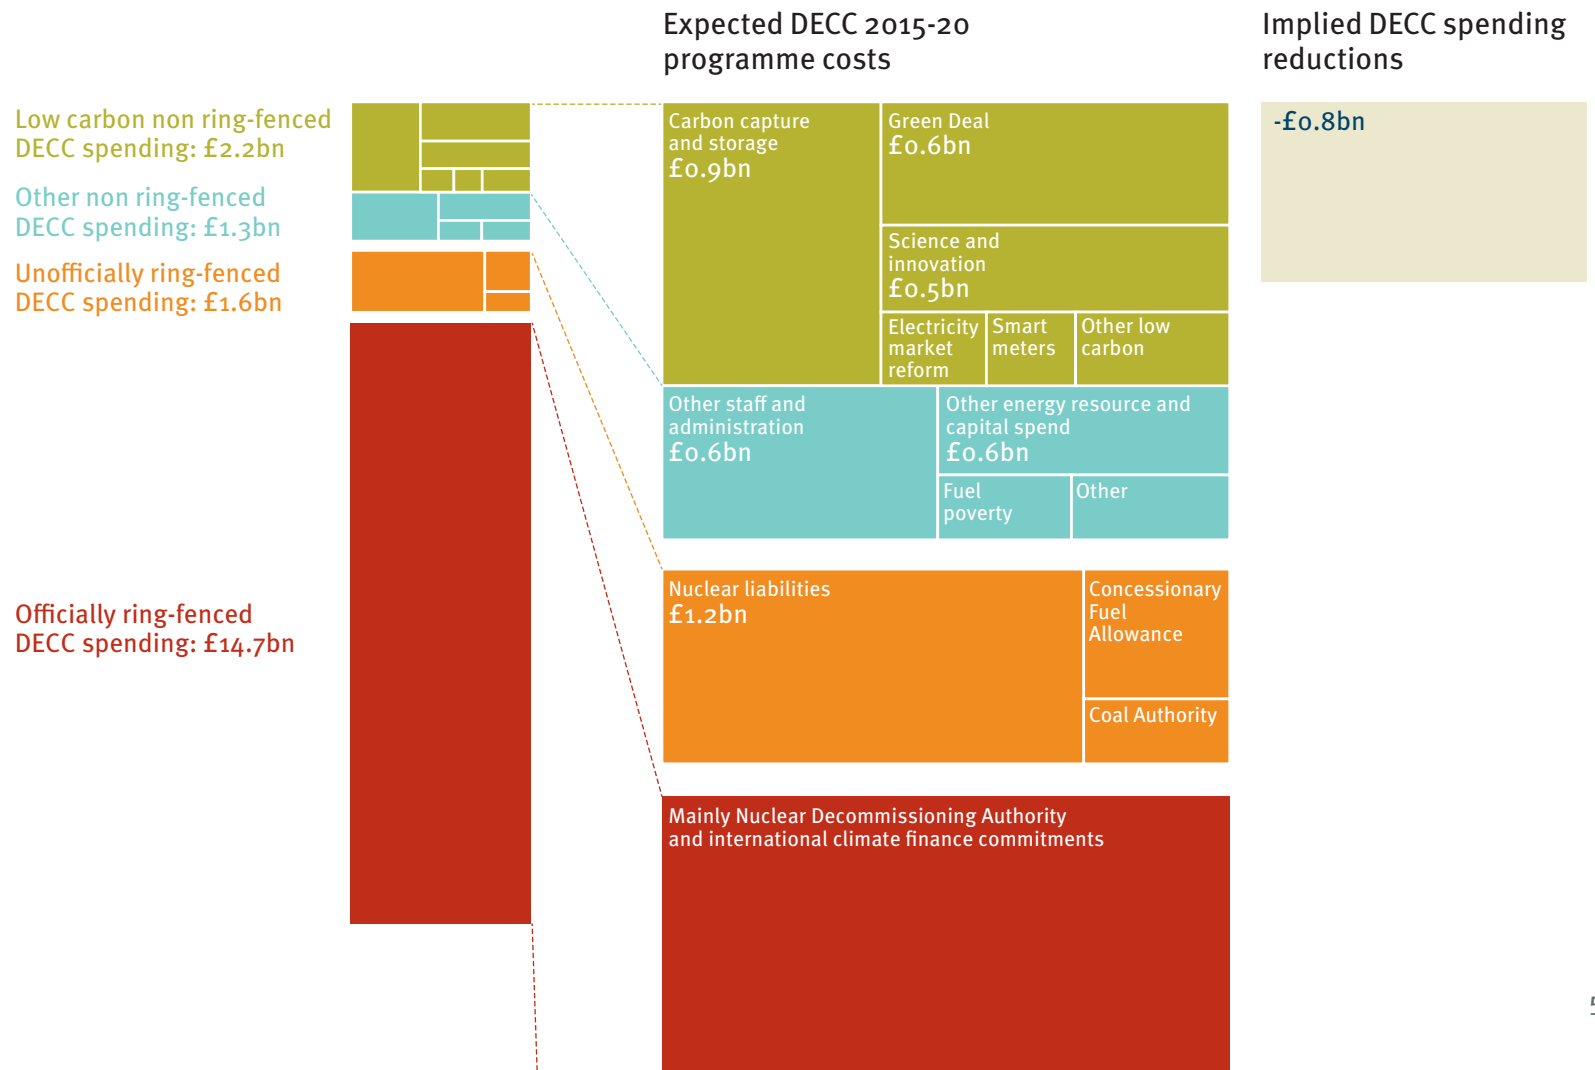 Expected DECC 2015-20
programme costs
Implied DECC spending
reductions
Low carbon non ring-fenced
DECC spending: £2.2bn
Other non ring-fenced
DECC spending: £1.3bn
Unofficially ring-fenced
DECC spending: £1.6bn
Officially ring-fenced
DECC spending: £14.7bn
Carbon capture
and storage
£0.9bn
Green Deal
£0.6bn
Science and
innovation
£0.5bn
Electricity
market
reform
Smart
meters
Other low
carbon
Other staff and
administration
£0.6bn
Other energy resource and
capital spend
£0.6bn
Fuel
poverty
Other
Nuclear liabilities
£1.2bn
Concessionary
Fuel
Allowance
Coal Authority
Mainly Nuclear Decommissioning Authority
and international climate finance commitments
-£0.8bn